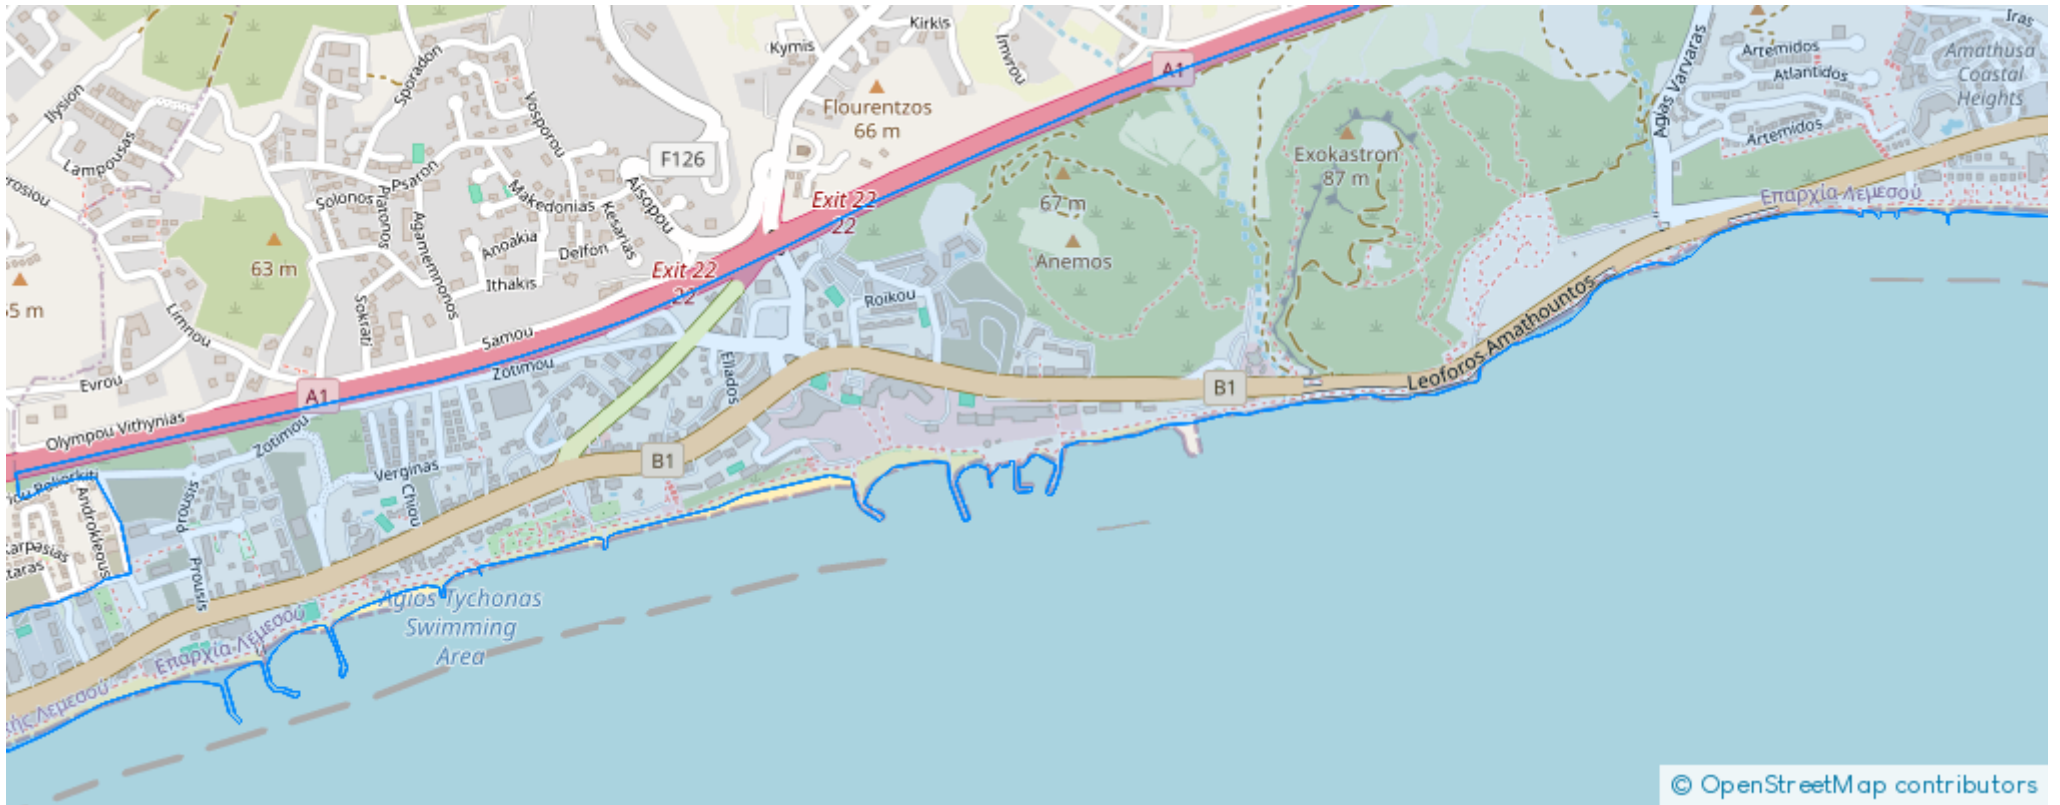 Kirkis
Iras
Kymis
Imvrou
Artemidos
Amathusa
Coastal
Heights
A1
Atlantidos
Sporadon
Agias Varvaras
Ilysion
Flourentzos
66 m
Vosporou
Artemidos
Lampousas
F126
Exokastron
87 m
Psaron
Aisopou
Makedonias
Solonos
Platonos
Exit 22
22
67 m
Επαρχία Λεμεσού
Kesarias
Agamemnonos
Anoakia
Delfon
63 m
Anemos
Exit 22
22
Ithakis
Roikou
Sokrati
Limnou
Samou
Leoforos Amathountos
Zotimou
Eliados
Evrou
A1
B1
Olympou Vithynias
Zotimou
B1
Verginas
Chiou
Prousis
Androkleous
Karpasias
Prousis
Agios Tychonas
Swimming
Area
Επαρχία Λεμεσού
Λεμεσού
© OpenStreetMap contributors